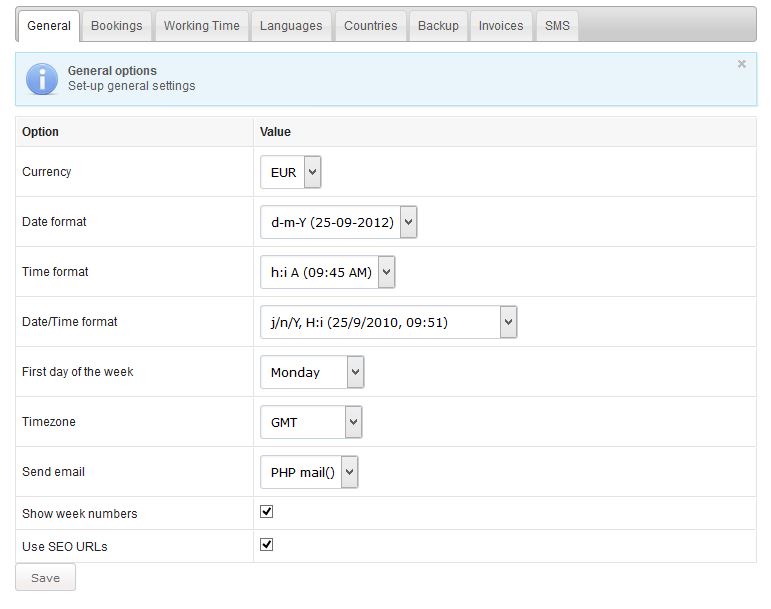 General Bookings Working Time Languages Countries Backup Invoices SMS
General options
Set-up general settings
Option Value
Currency EUR
Date format d-m-Y (25-09-2012)
Time format h:i A (09:45 AM)
Date/Time format j/n/Y, H:i (25/9/2010, 09:51)
First day of the week Monday
Timezone GMT
Send email PHP mail()
Show week numbers
Use SEO URLs
Save